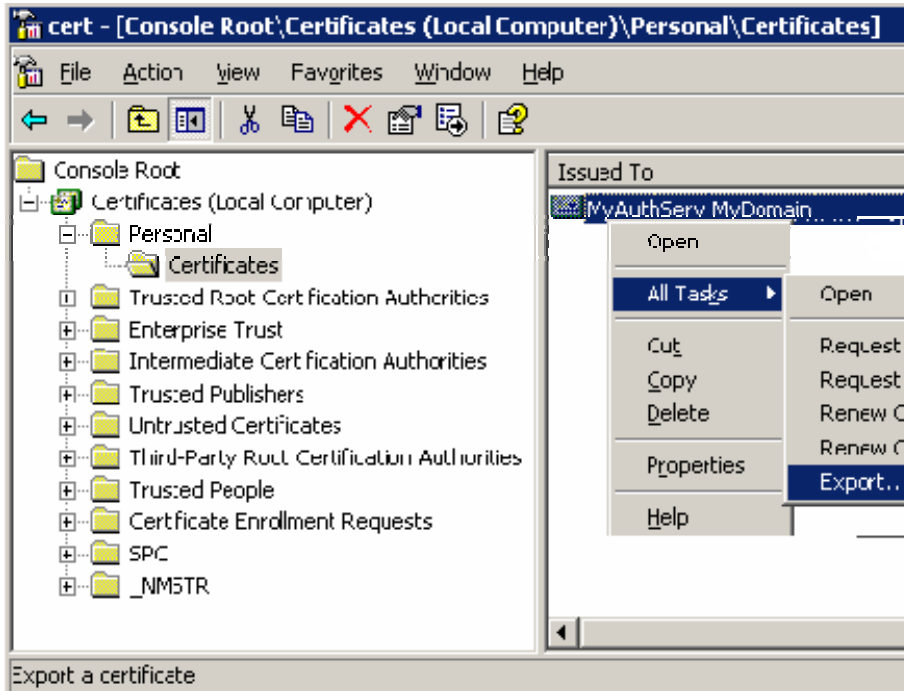 cert - [Console Root\Certificates (Local Computer)\Personal\Certificates]
File Action View Favorites Window Help
Console Root
Certificates (Local Computer)
Personal
Certificates
Trusted Root Certification Authorities
Enterprise Trust
Intermediate Certification Authorities
Trusted Publishers
Untrusted Certificates
Third-Party Root Certification Authorities
Trusted People
Certificate Enrollment Requests
SPC
_NMSTR
Issued To
MyAuthServ MyDomain
Open
All Tasks
Cut
Copy
Delete
Properties
Help
Open
Request
Request
Renew C
Renew C
Export..
Export a certificate